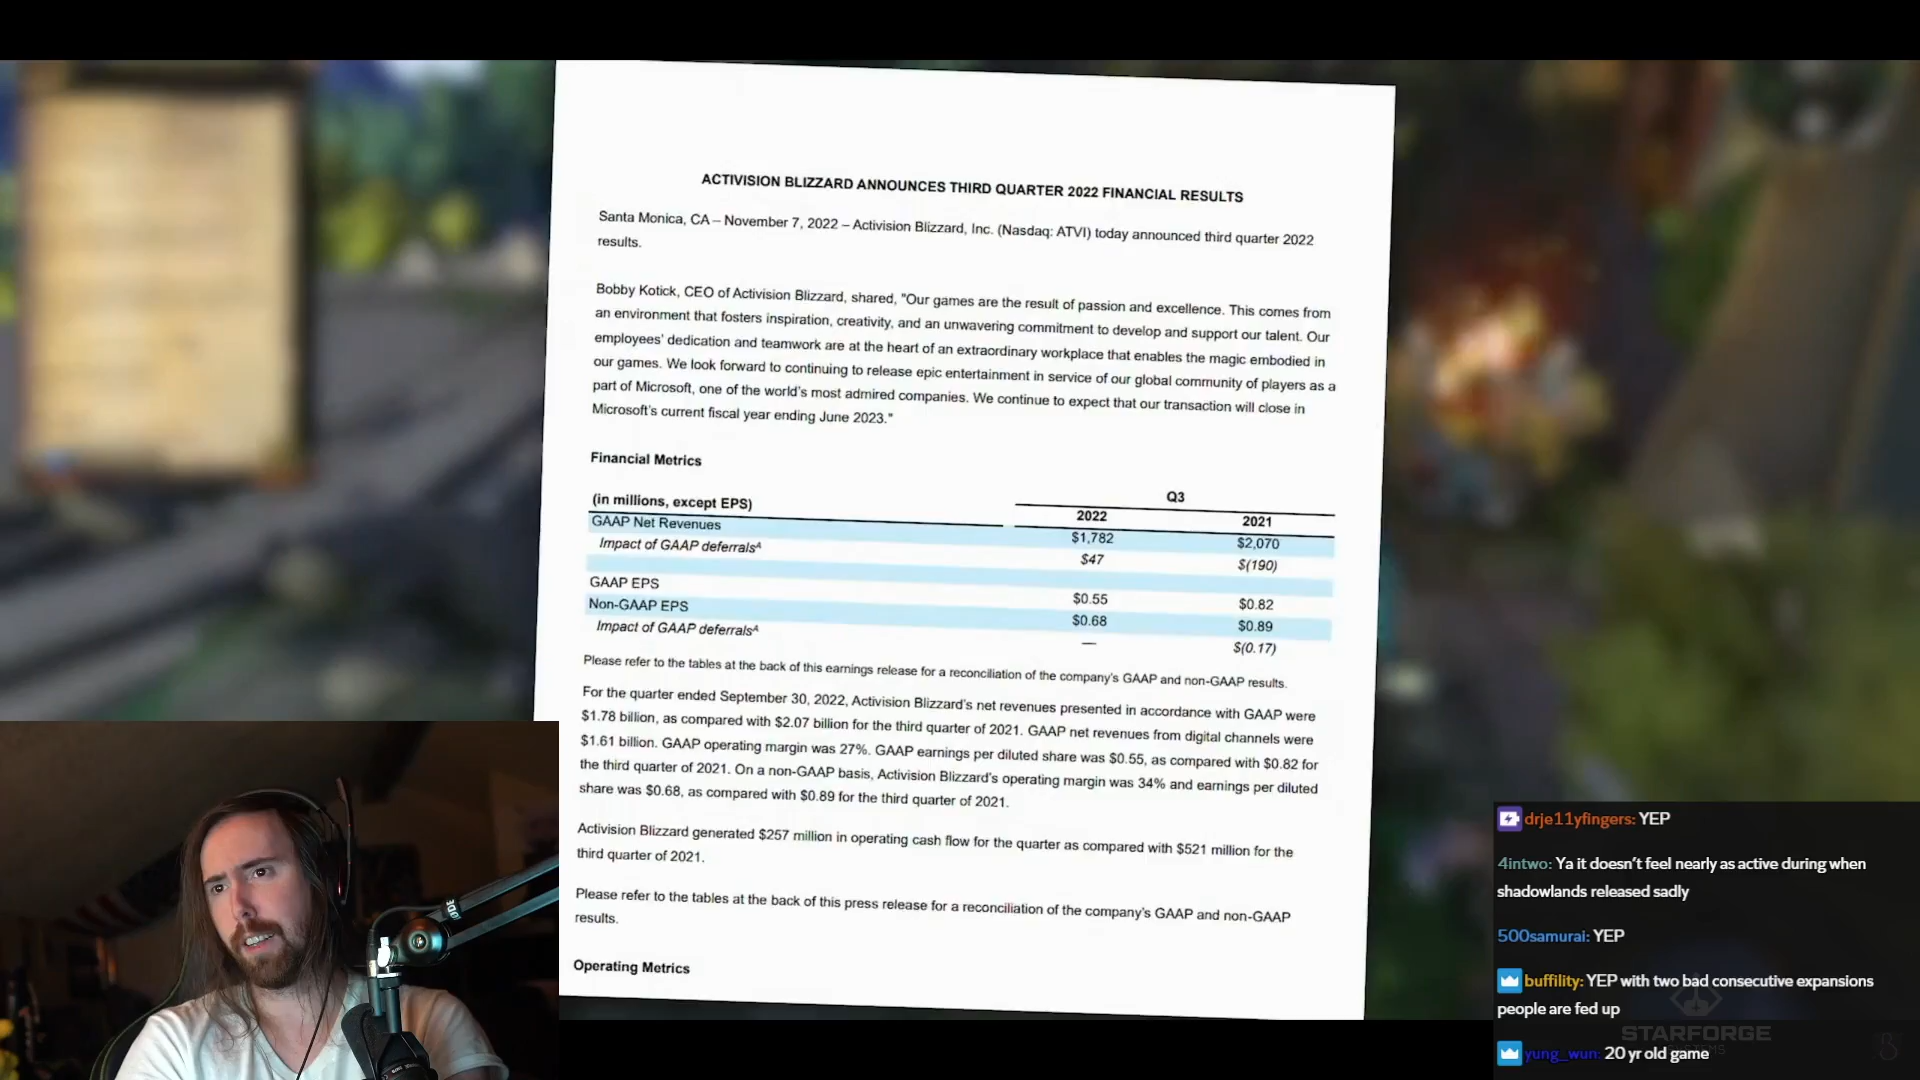 ACTIVISION BLIZZARD ANNOUNCES THIRD QUARTER 2022 FINANCIAL RESULTS
Santa Monica, CA – November 7, 2022 – Activision Blizzard, Inc. (Nasdaq: ATVI) today announced third quarter 2022
results.
Bobby Kotick, CEO of Activision Blizzard, shared, "Our games are the result of passion and excellence. This comes from
an environment that fosters inspiration, creativity, and an unwavering commitment to develop and support our talent. Our
employees' dedication and teamwork are at the heart of an extraordinary workplace that enables the magic embodied in
our games. We look forward to continuing to release epic entertainment in service of our global community of players as a
part of Microsoft, one of the world's most admired companies. We continue to expect that our transaction will close in
Microsoft's current fiscal year ending June 2023."
Financial Metrics
Q3
(in millions, except EPS) 2022 2021
GAAP Net Revenues $1,782 $2,070
Impact of GAAP deferralsᴬ $47 $(190)
GAAP EPS $0.55 $0.82
Non-GAAP EPS $0.68 $0.89
Impact of GAAP deferralsᴬ — $(0.17)
Please refer to the tables at the back of this earnings release for a reconciliation of the company's GAAP and non-GAAP results.
For the quarter ended September 30, 2022, Activision Blizzard's net revenues presented in accordance with GAAP were
$1.78 billion, as compared with $2.07 billion for the third quarter of 2021. GAAP net revenues from digital channels were
$1.61 billion. GAAP operating margin was 27%. GAAP earnings per diluted share was $0.55, as compared with $0.82 for
the third quarter of 2021. On a non-GAAP basis, Activision Blizzard's operating margin was 34% and earnings per diluted
share was $0.68, as compared with $0.89 for the third quarter of 2021.
Activision Blizzard generated $257 million in operating cash flow for the quarter as compared with $521 million for the
third quarter of 2021.
Please refer to the tables at the back of this press release for a reconciliation of the company's GAAP and non-GAAP
results.
Operating Metrics
drje11yfingers: YEP
4intwo: Ya it doesn't feel nearly as active during when
shadowlands released sadly
500samurai: YEP
buffility: YEP with two bad consecutive expansions
people are fed up
STARFORGE
SYSTEMS
yung_wun: 20 yr old game